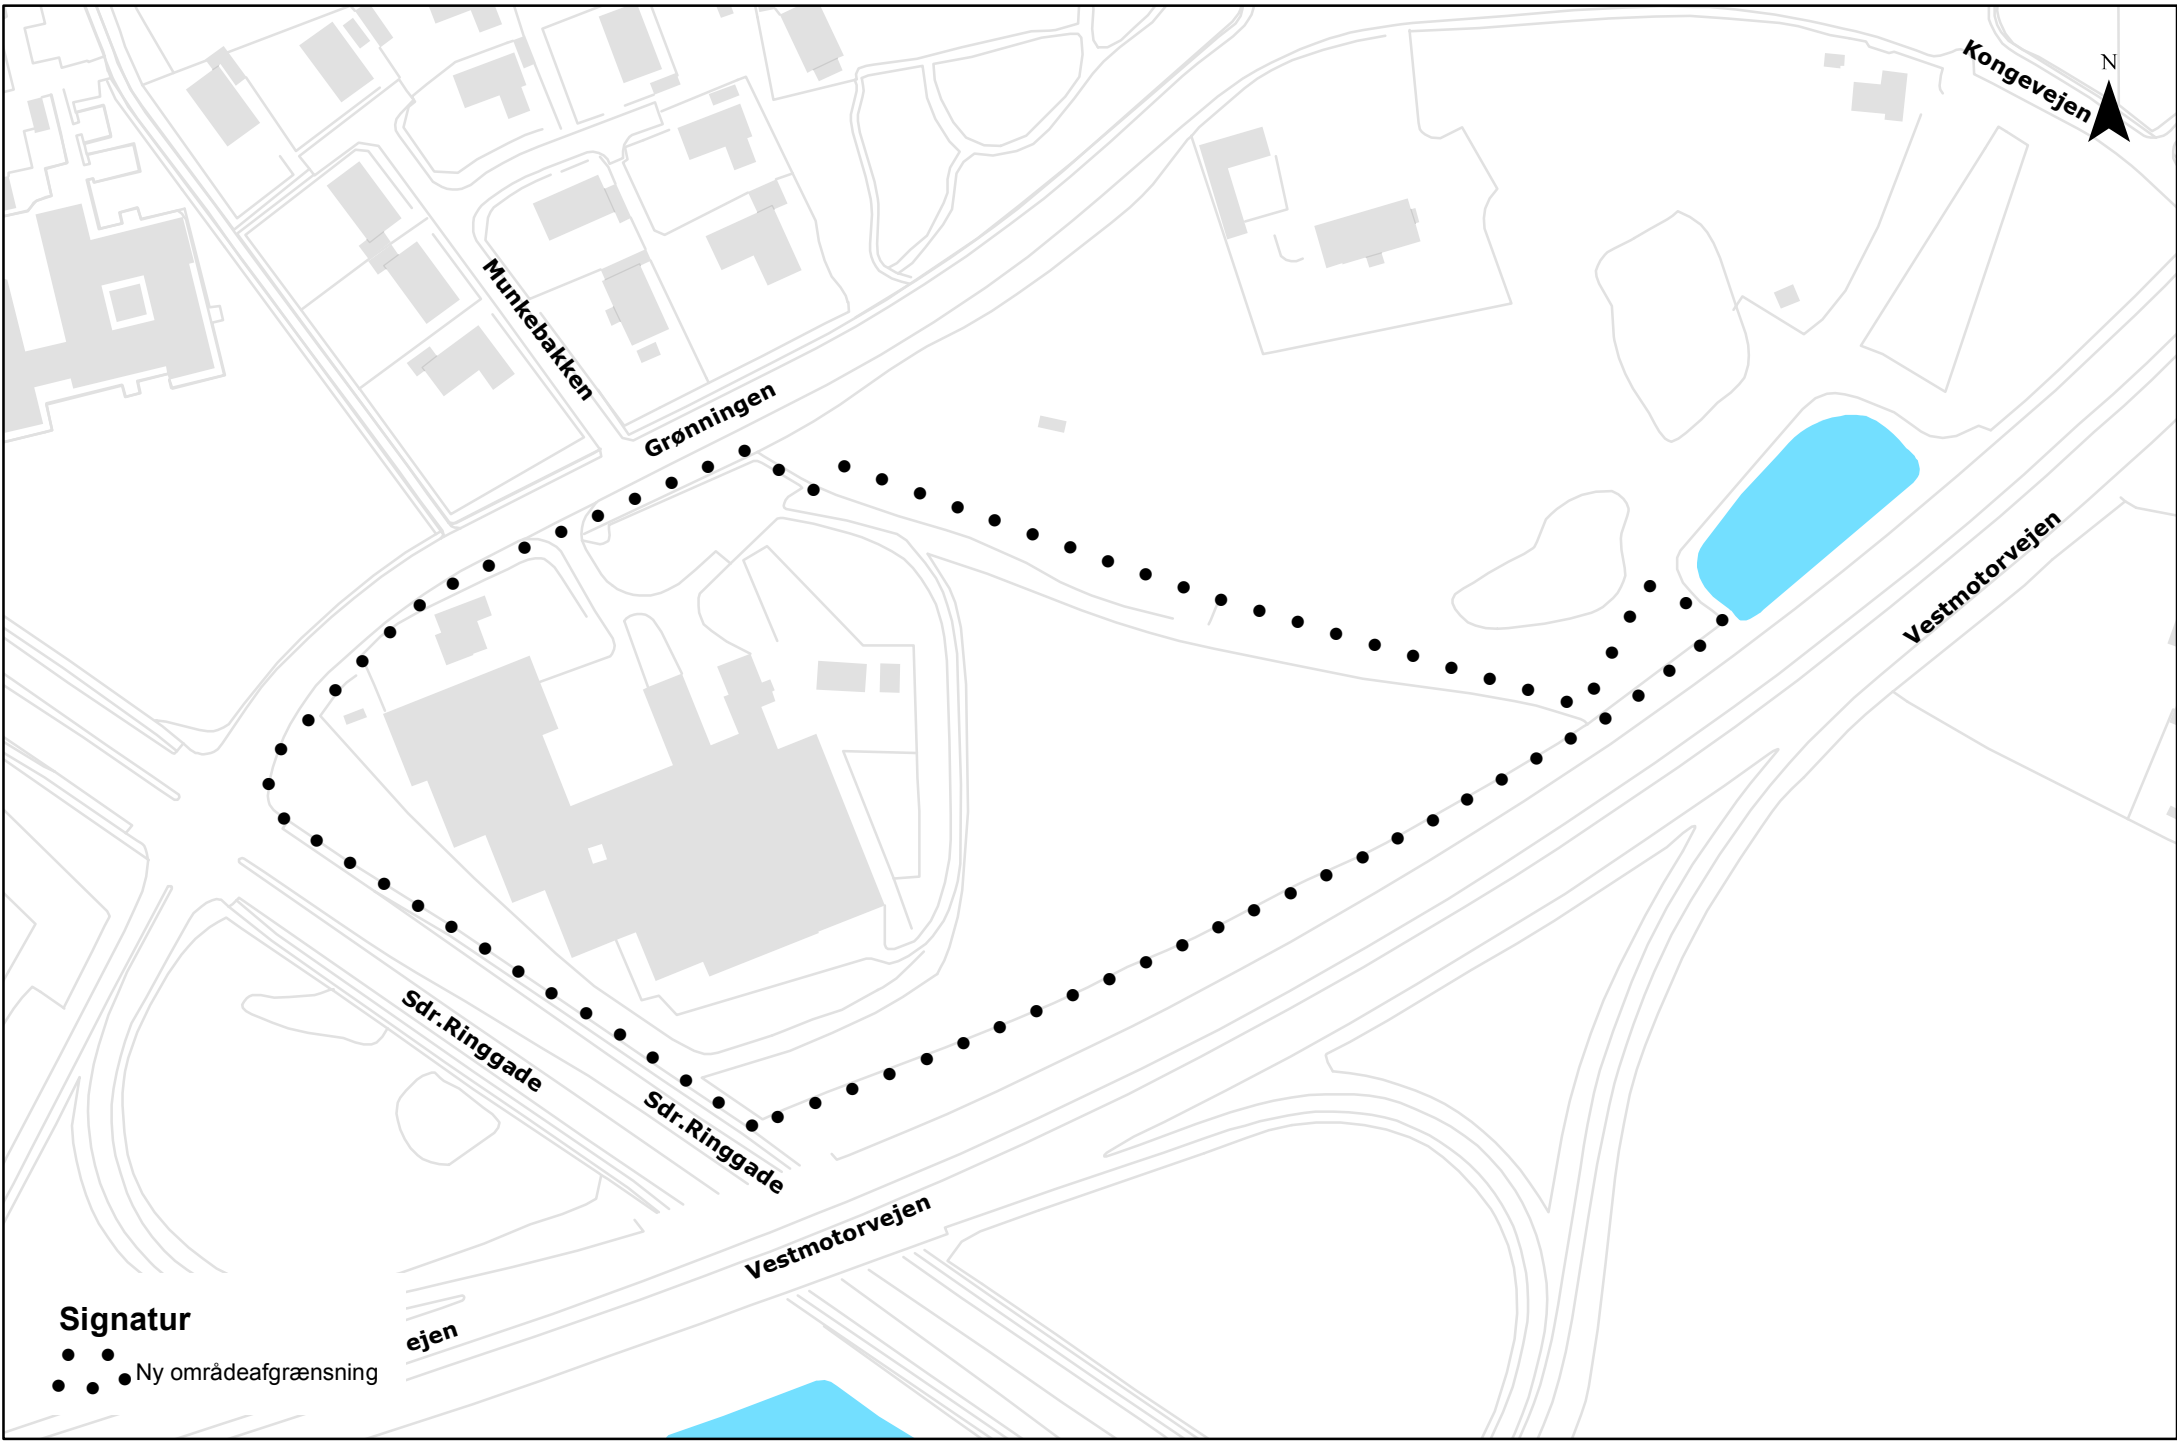 Kongevejen
N
Munkebakken
Grønningen
Vestmotorvejen
Sdr.Ringgade
Sdr.Ringgade
Vestmotorvejen
ejen
Signatur
Ny områdeafgrænsning